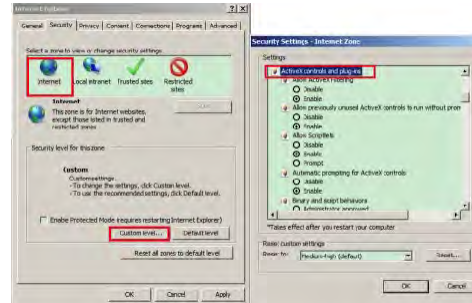 Internet Options
General Security Privacy Content Connections Programs Advanced
Select a zone to view or change security settings.
Internet Local intranet Trusted sites Restricted
sites
Internet
This zone is for Internet websites,
except those listed in trusted and
restricted zones.
Security level for this zone
Custom
Custom settings.
- To change the settings, click Custom level.
- To use the recommended settings, click Default level.
Enable Protected Mode (requires restarting Internet Explorer)
Custom level... Default level
Reset all zones to default level
OK Cancel Apply
Security Settings - Internet Zone
Settings
ActiveX controls and plug-ins
Allow ActiveX Filtering
Disable
Enable
Allow previously unused ActiveX controls to run without prom
Disable
Enable
Allow Scriptlets
Disable
Enable
Prompt
Automatic prompting for ActiveX controls
Disable
Enable
Binary and script behaviors
Administrator approved
*Takes effect after you restart your computer
Reset custom settings
Reset to: Medium-high (default) Reset...
OK Cancel